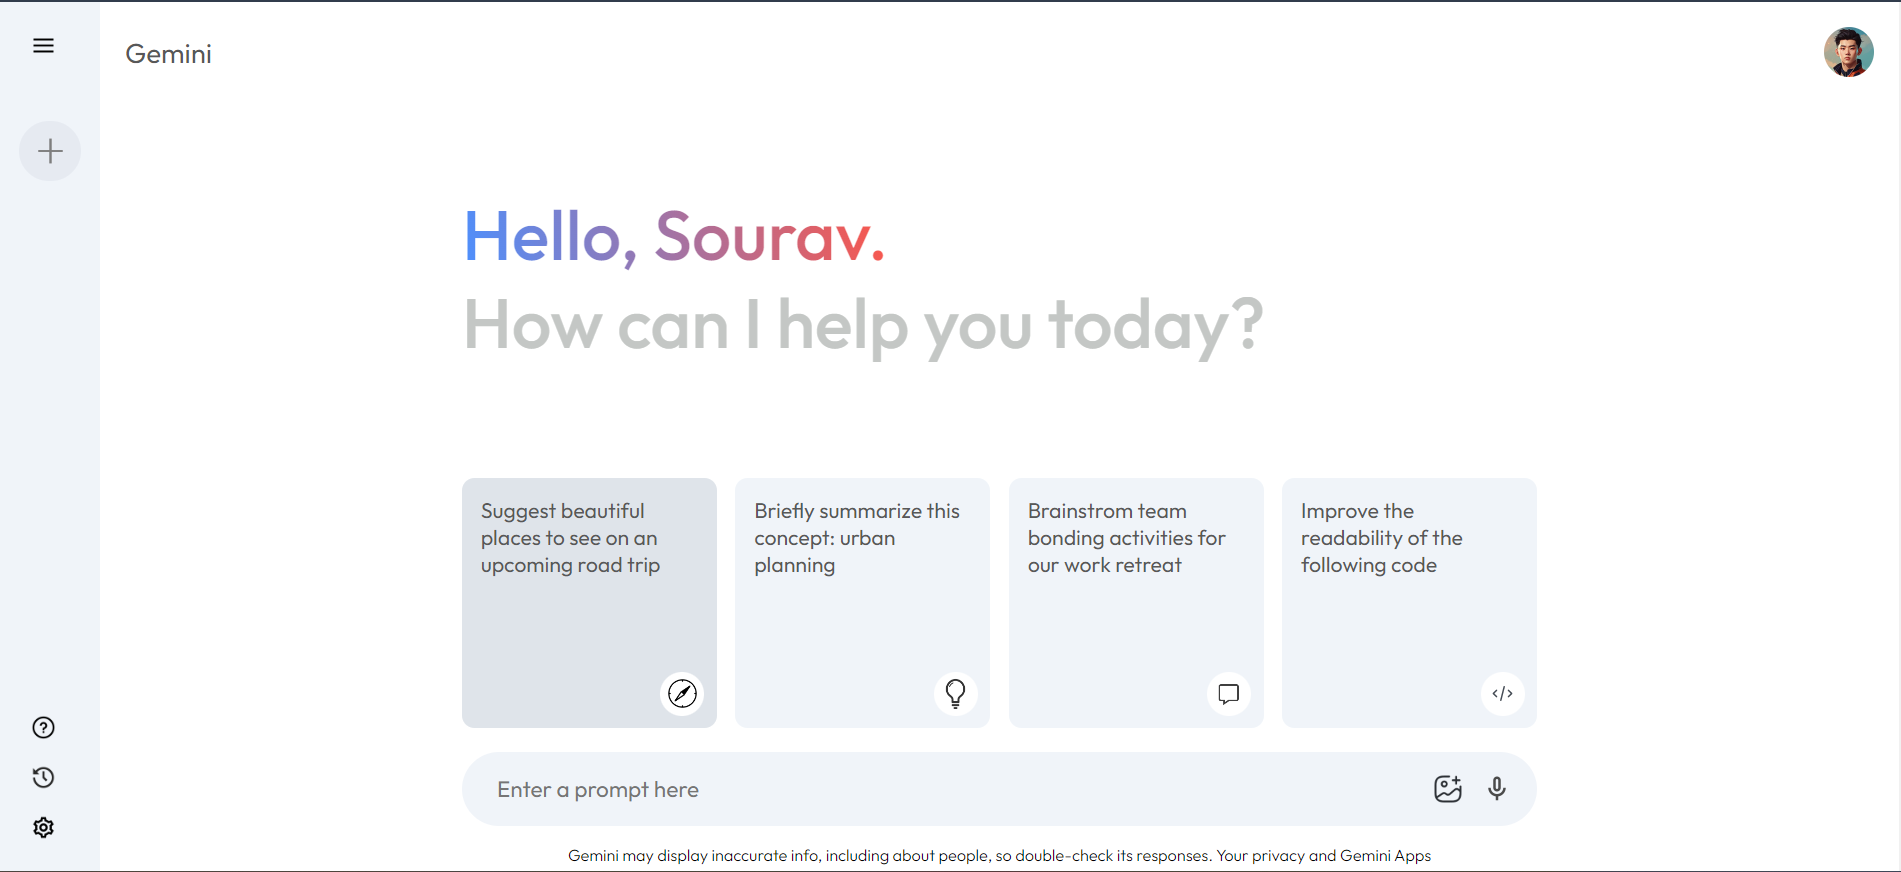 Gemini
Hello, Sourav.
How can I help you today?
Suggest beautiful
places to see on an
upcoming road trip
Briefly summarize this
concept: urban
planning
Brainstrom team
bonding activities for
our work retreat
Improve the
readability of the
following code
Enter a prompt here
Gemini may display inaccurate info, including about people, so double-check its responses. Your privacy and Gemini Apps